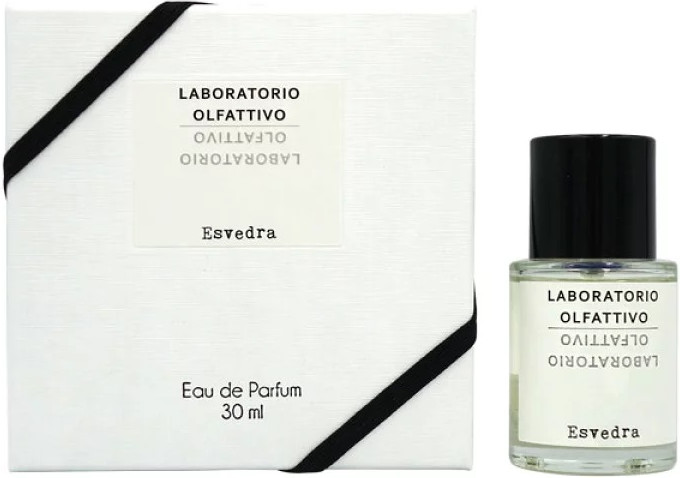 LABORATORIO
OLFATTIVO
OLFATTIVO
LABORATORIO
Esvedra
Eau de Parfum
30 ml
LABORATORIO
OLFATTIVO
OLFATTIVO
LABORATORIO
Esvedra